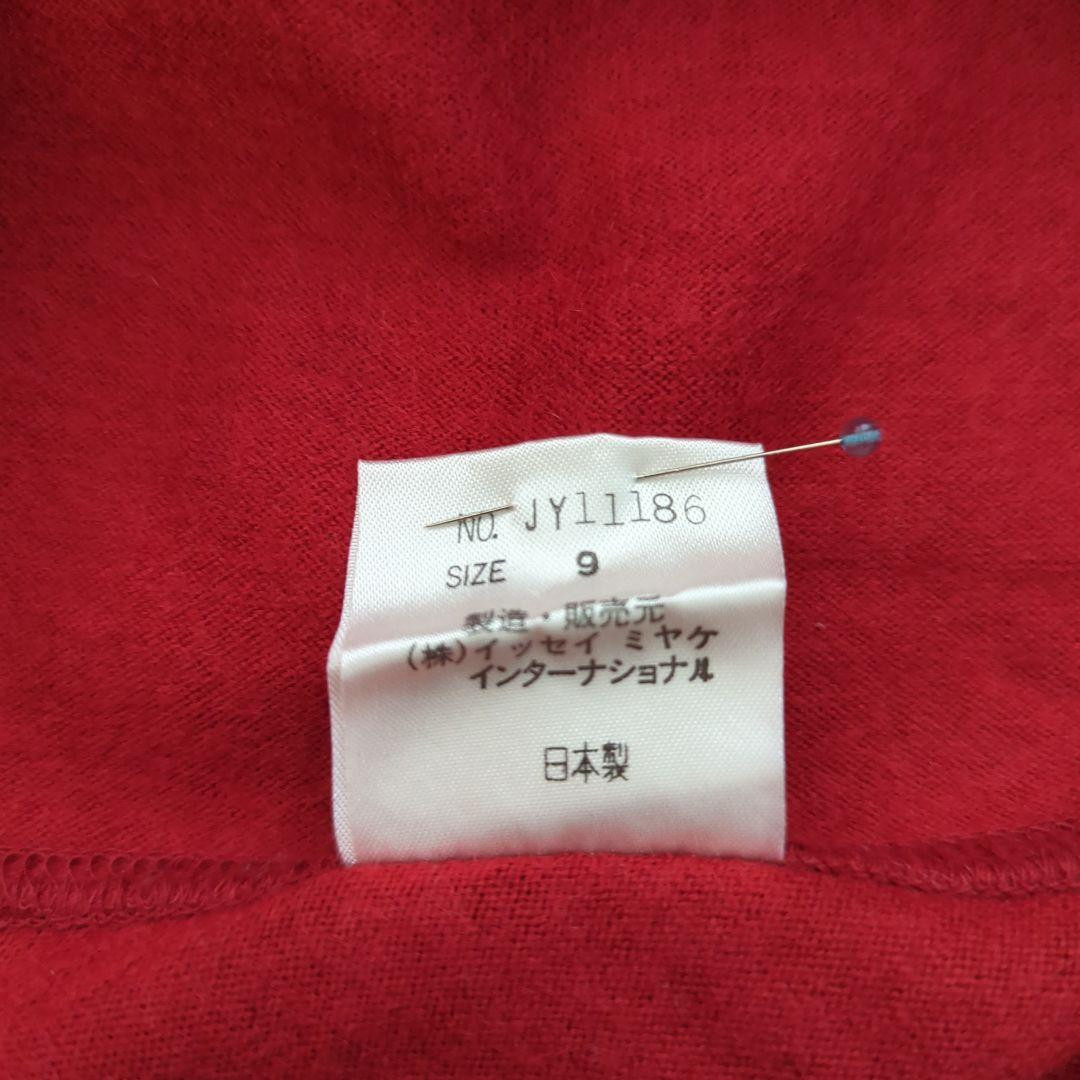 NO. JY11186
SIZE 9
製造・販売元
(株)イッセイ ミヤケ
インターナショナル
日本製